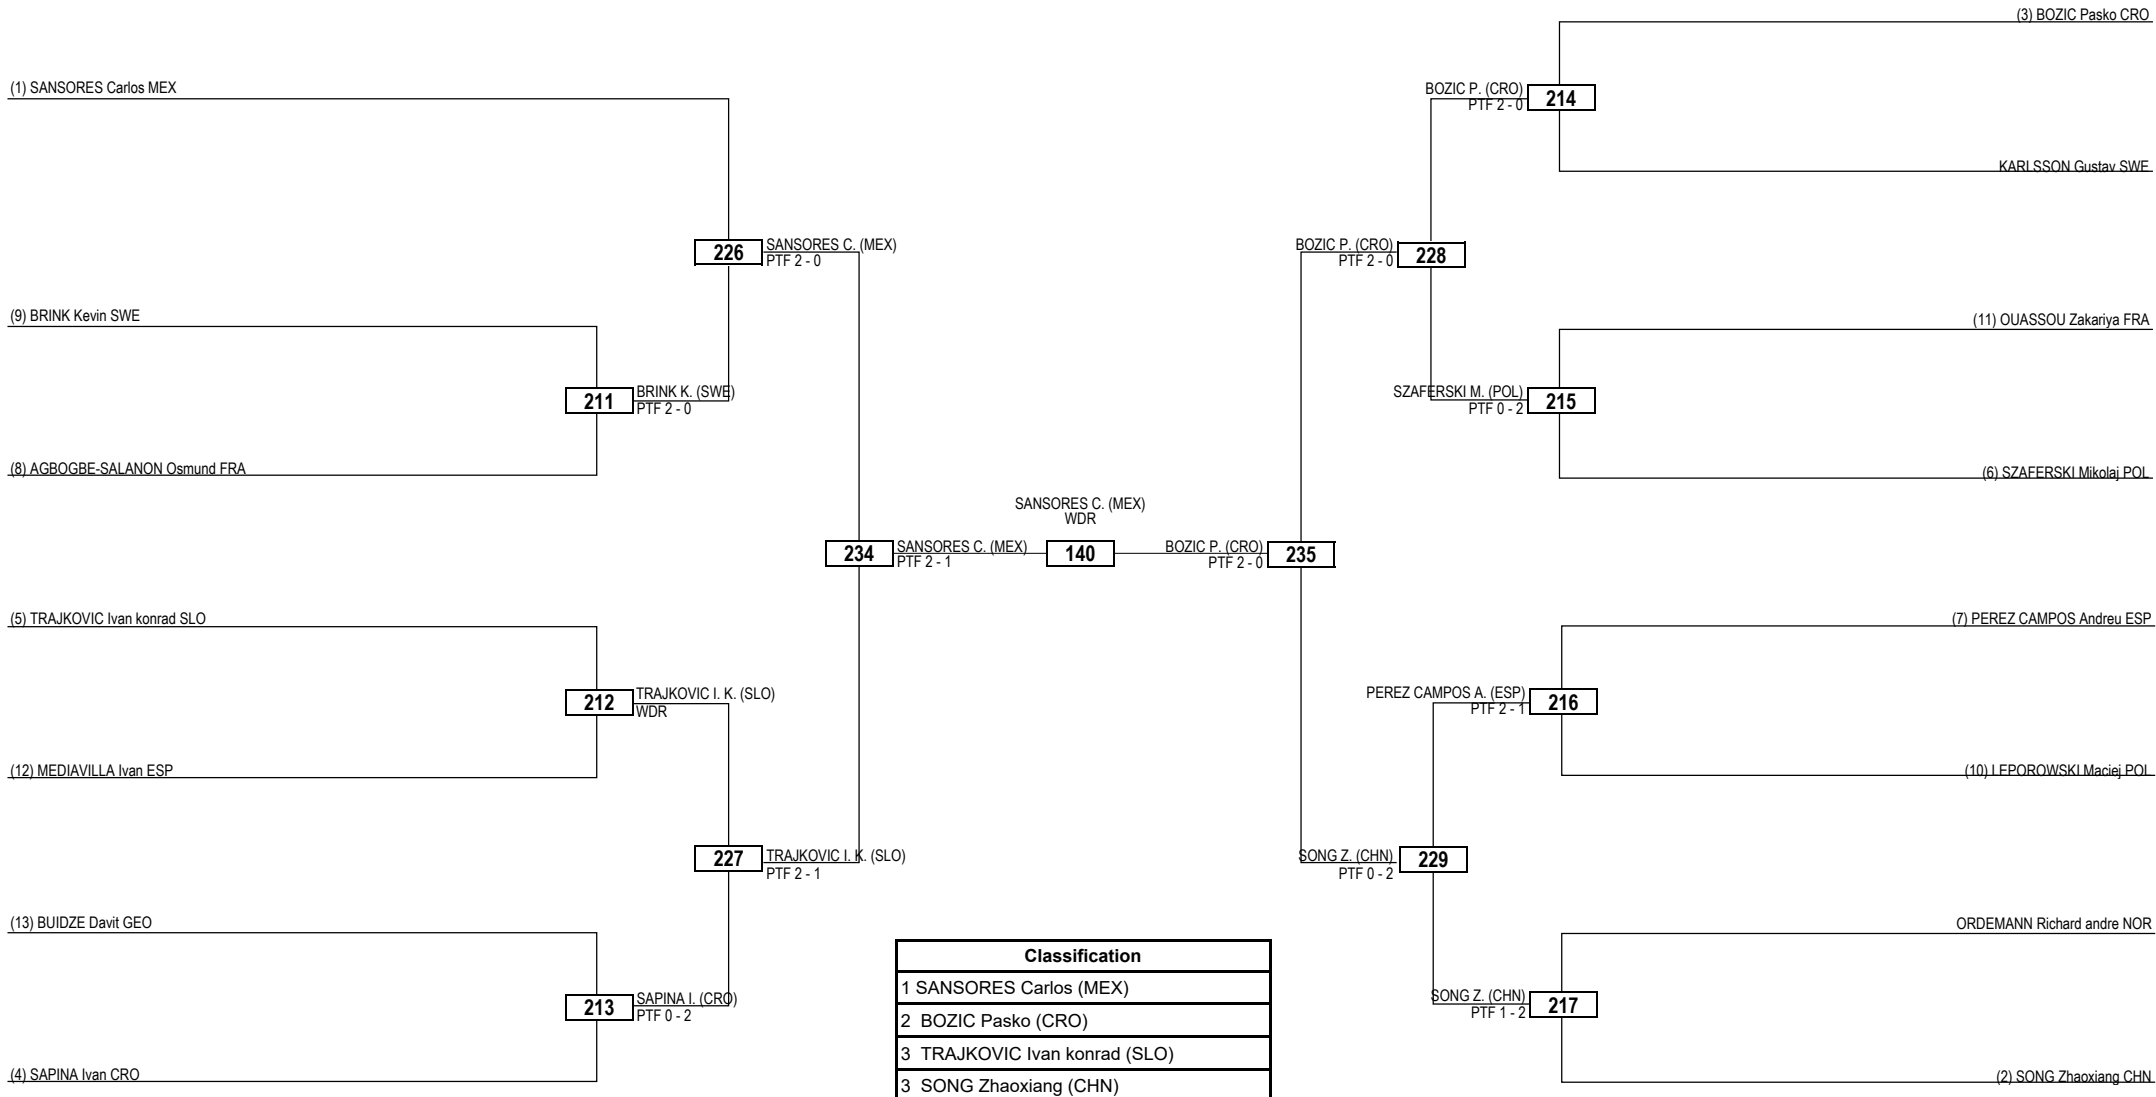 (3) BOZIC Pasko CRO
(1) SANSORES Carlos MEX
BOZIC P. (CRO)
PTF 2 - 0
214
KARLSSON Gustav SWE
226
SANSORES C. (MEX)
PTF 2 - 0
BOZIC P. (CRO)
PTF 2 - 0
228
(9) BRINK Kevin SWE
(11) OUASSOU Zakariya FRA
211
BRINK K. (SWE)
PTF 2 - 0
SZAFERSKI M. (POL)
PTF 0 - 2
215
(8) AGBOGBE-SALANON Osmund FRA
(6) SZAFERSKI Mikolaj POL
SANSORES C. (MEX)
WDR
234
SANSORES C. (MEX)
PTF 2 - 1
140
BOZIC P. (CRO)
PTF 2 - 0
235
(5) TRAJKOVIC Ivan konrad SLO
(7) PEREZ CAMPOS Andreu ESP
212
TRAJKOVIC I. K. (SLO)
WDR
PEREZ CAMPOS A. (ESP)
PTF 2 - 1
216
(12) MEDIAVILLA Ivan ESP
(10) LEPOROWSKI Maciej POL
227
TRAJKOVIC I. K. (SLO)
PTF 2 - 1
SONG Z. (CHN)
PTF 0 - 2
229
(13) BUIDZE Davit GEO
ORDEMANN Richard andre NOR
213
SAPINA I. (CRO)
PTF 0 - 2
SONG Z. (CHN)
PTF 1 - 2
217
(4) SAPINA Ivan CRO
(2) SONG Zhaoxiang CHN
Classification
1 SANSORES Carlos (MEX)
2 BOZIC Pasko (CRO)
3 TRAJKOVIC Ivan konrad (SLO)
3 SONG Zhaoxiang (CHN)